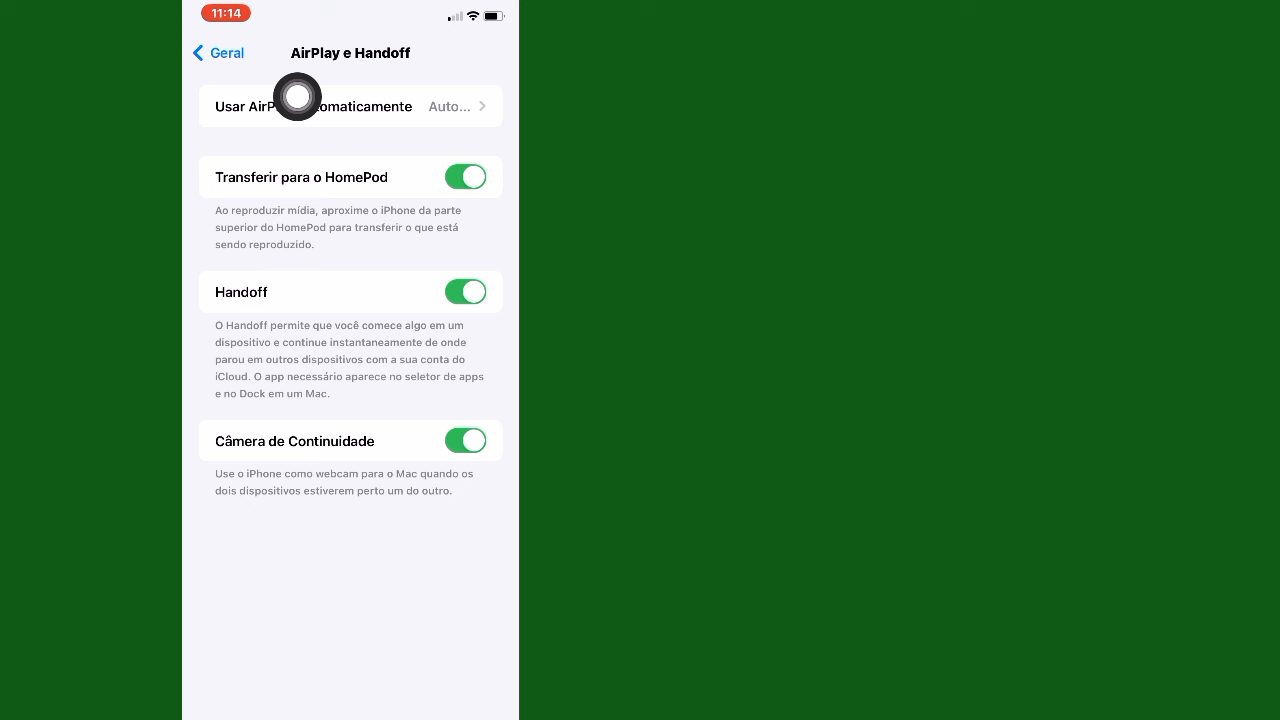 11:14
Geral
AirPlay e Handoff
Usar AirP omaticamente Auto...
Transferir para o HomePod
Ao reproduzir mídia, aproxime o iPhone da parte
superior do HomePod para transferir o que está
sendo reproduzido.
Handoff
O Handoff permite que você comece algo em um
dispositivo e continue instantaneamente de onde
parou em outros dispositivos com a sua conta do
iCloud. O app necessário aparece no seletor de apps
e no Dock em um Mac.
Câmera de Continuidade
Use o iPhone como webcam para o Mac quando os
dois dispositivos estiverem perto um do outro.